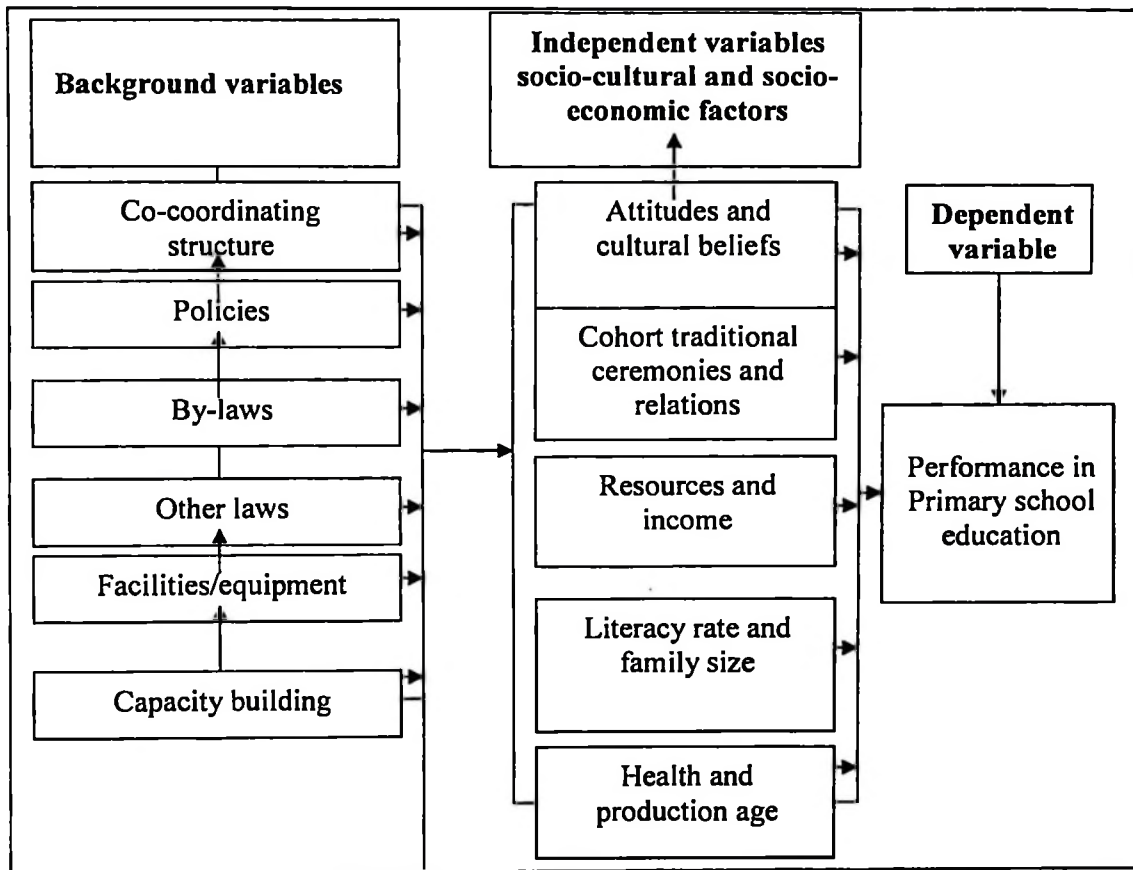 Background variables
Co-coordinating
structure
Policies
By-laws
Other laws
Facilities/equipment
Capacity building
Independent variables
socio-cultural and socio-
economic factors
Attitudes and
cultural beliefs
Cohort traditional
ceremonies and
relations
Resources and
income
Literacy rate and
family size
Health and
production age
Dependent
variable
Performance in
Primary school
education